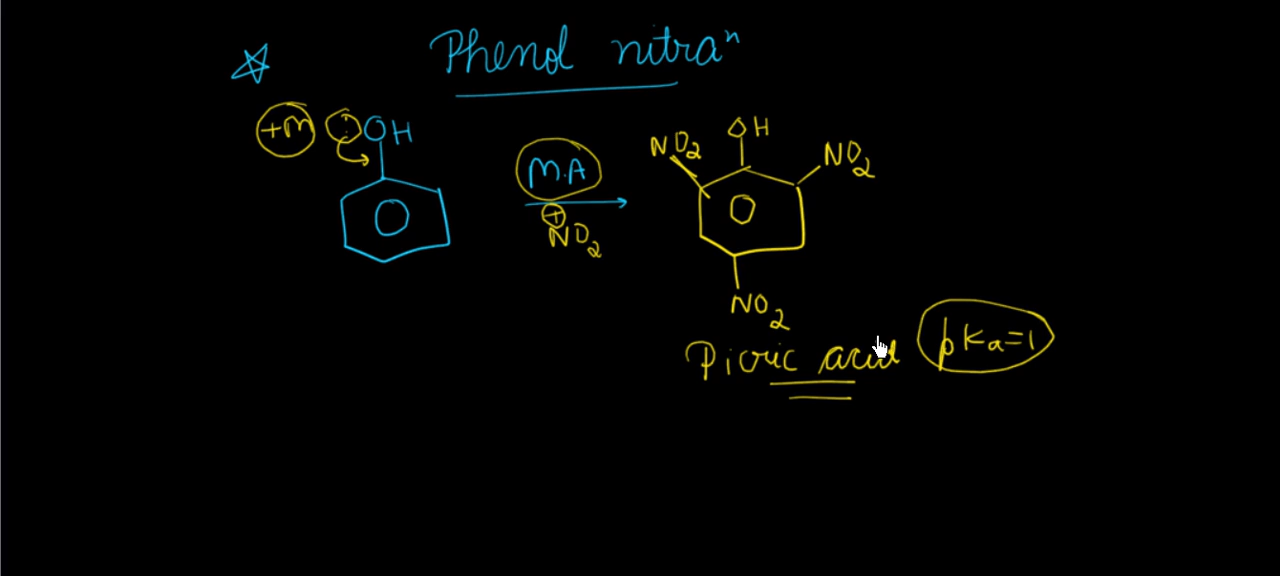 Phenol nitraⁿ
+m OH
M.A
⊕NO₂
NO₂ OH NO₂
NO₂
Picric acid pKa=1